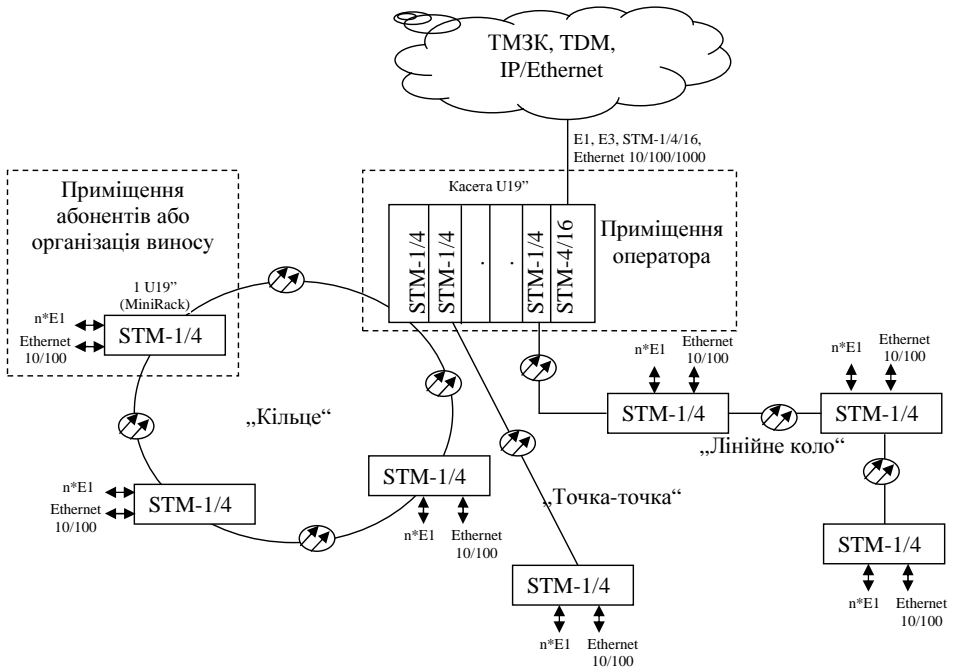 ТМЗК, TDM,
IP/Ethernet
E1, E3, STM-1/4/16,
Ethernet 10/100/1000
Приміщення
абонентів або
організація виносу
1 U19”
(MiniRack)
n*E1
Ethernet
10/100
STM-1/4
Касета U19”
STM-1/4
STM-1/4
.
.
STM-1/4
STM-4/16
Приміщення
оператора
„Кільце“
n*E1
Ethernet
10/100
STM-1/4
STM-1/4
n*E1
Ethernet
10/100
„Точка-точка“
STM-1/4
n*E1
Ethernet
10/100
n*E1
Ethernet
10/100
STM-1/4
„Лінійне коло“
n*E1
Ethernet
10/100
STM-1/4
STM-1/4
n*E1
Ethernet
10/100